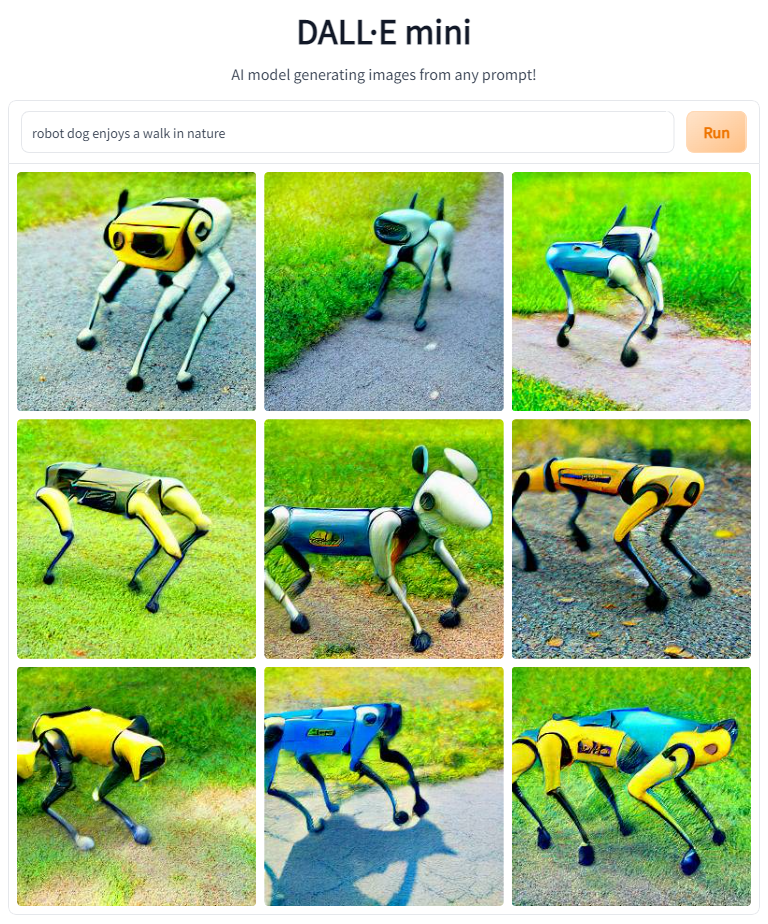 DALL·E mini
AI model generating images from any prompt!
robot dog enjoys a walk in nature
Run